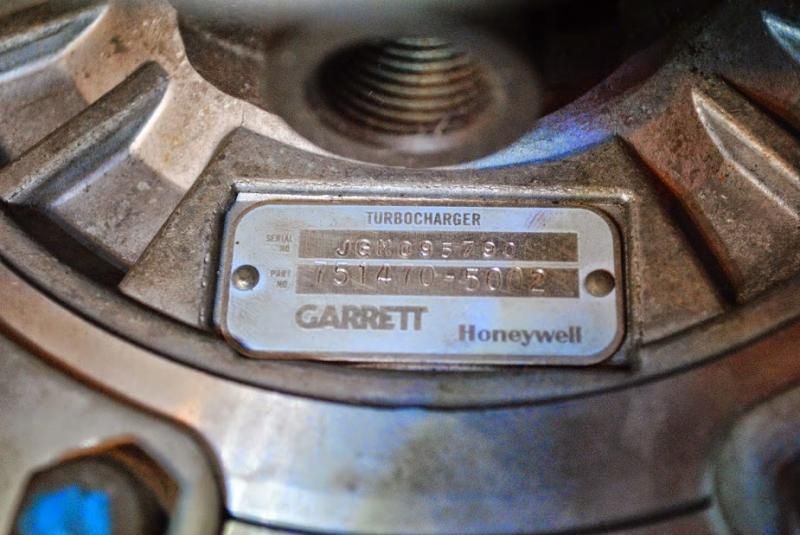 TURBOCHARGER
SERIAL NO. JGN095790
PART NO. 751470-5002
GARRETT Honeywell